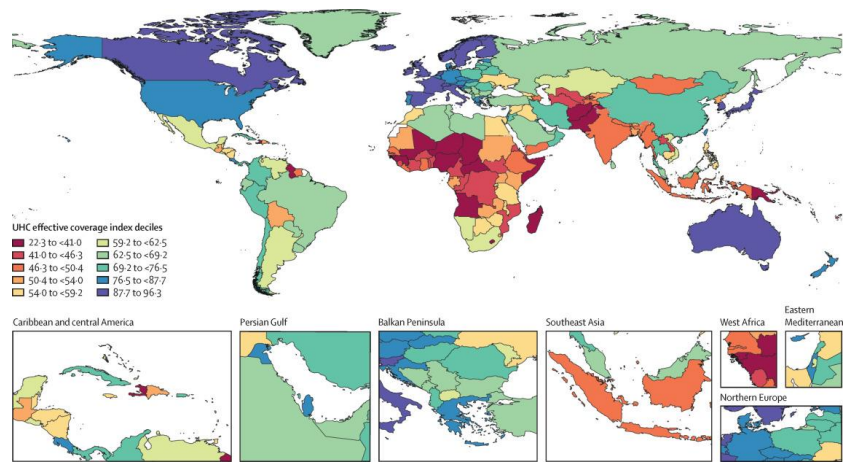 UHC effective coverage index deciles
22·3 to <41·0
41·0 to <46·3
46·3 to <50·4
50·4 to <54·0
54·0 to <59·2
59·2 to <62·5
62·5 to <69·2
69·2 to <76·5
76·5 to <87·7
87·7 to 96·3
Caribbean and central America
Persian Gulf
Balkan Peninsula
Southeast Asia
West Africa
Eastern
Mediterranean
Northern Europe